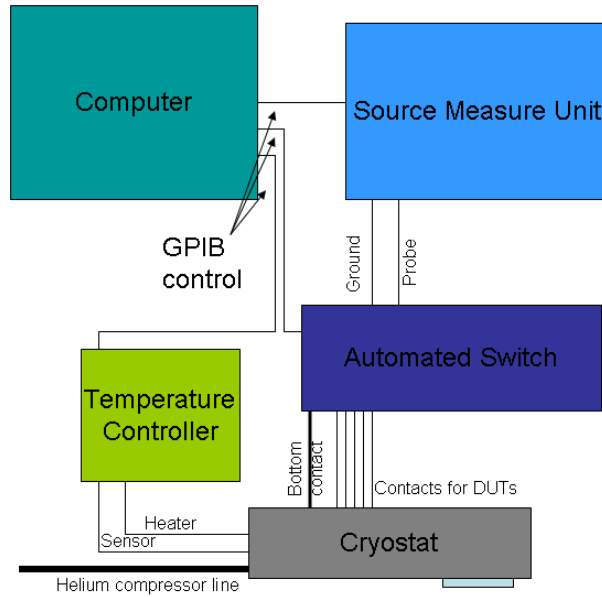 Computer
Source Measure Unit
GPIB
control
Ground
Probe
Automated Switch
Temperature
Controller
Bottom
contact
Contacts for DUTs
Heater
Sensor
Cryostat
Helium compressor line